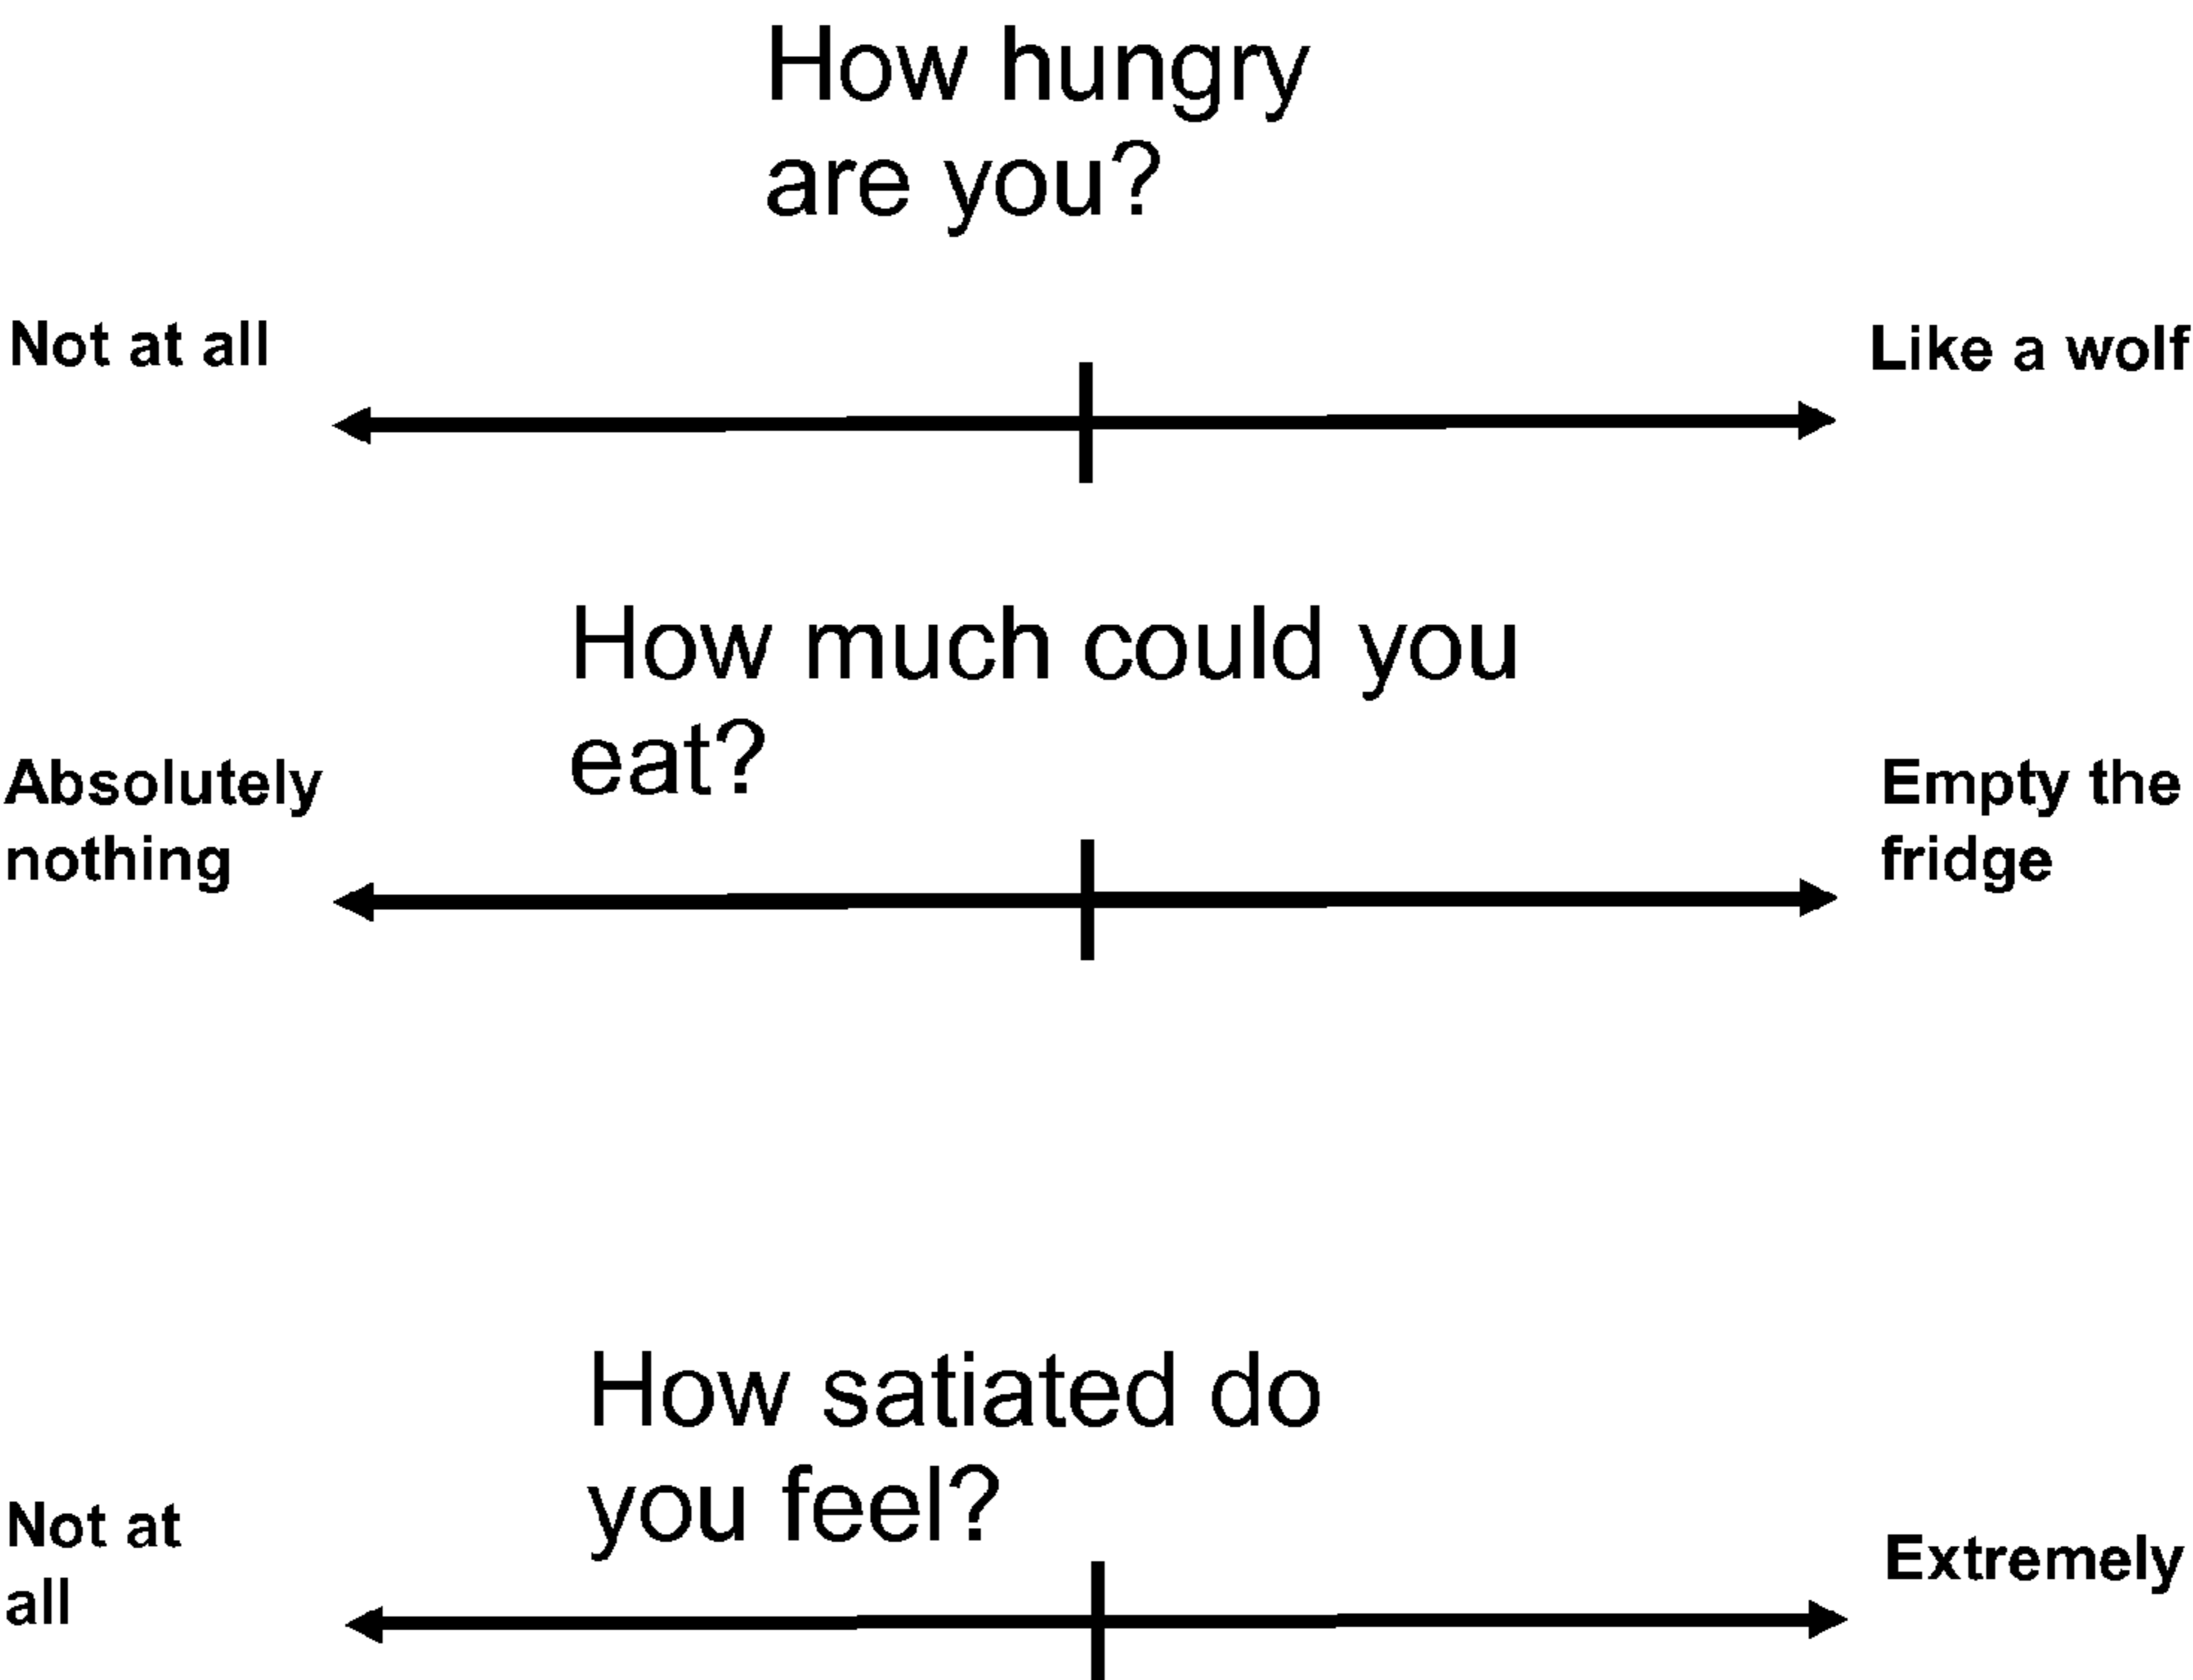 How hungry
are you?
Not at all
Like a wolf
How much could you
eat?
Absolutely
nothing
Empty the
fridge
How satiated do
you feel?
Not at
all
Extremely